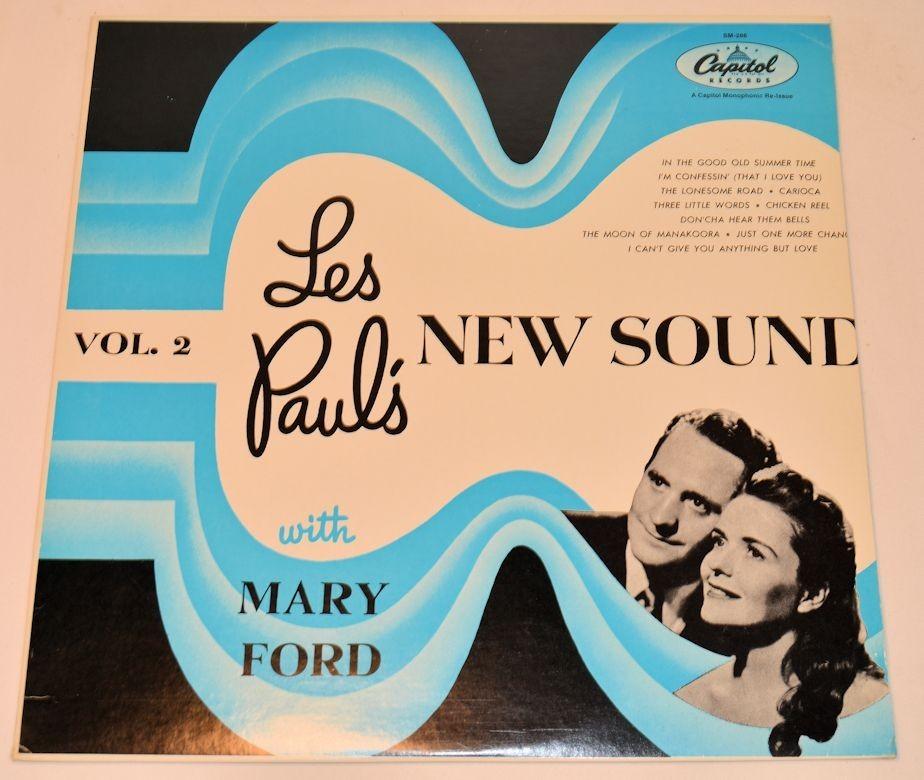 SM-286
Capitol
RECORDS
A Capitol Monophonic Re-Issue
IN THE GOOD OLD SUMMER TIME
I'M CONFESSIN' (THAT I LOVE YOU)
THE LONESOME ROAD • CARIOCA
THREE LITTLE WORDS • CHICKEN REEL
DON'CHA HEAR THEM BELLS
THE MOON OF MANAKOORA • JUST ONE MORE CHANC
I CAN'T GIVE YOU ANYTHING BUT LOVE
Les
Paul's NEW SOUND
VOL. 2
with
MARY
FORD